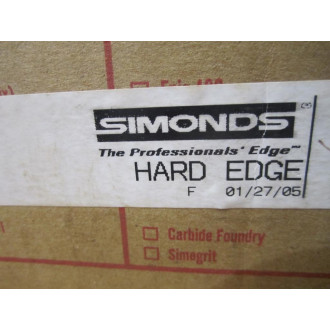 SIMONDS
The Professionals' Edge™
HARD EDGE
F 01/27/05
Carbide Foundry
Simegrit